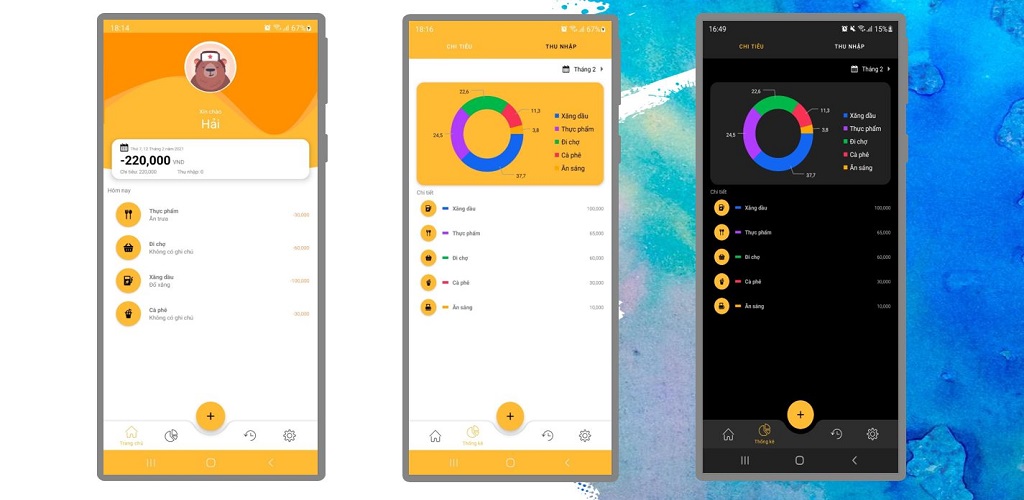 18:14
67%
Xin chào
Hải
Thứ 7, 13 Tháng 2 năm 2021
-220,000 VND
Chi tiêu: 220,000 Thu nhập: 0
Hôm nay
Thực phẩm
Ăn trưa
-30,000
Đi chợ
Không có ghi chú
-60,000
Xăng dầu
Đổ xăng
-100,000
Cà phê
Không có ghi chú
-30,000
+
Trang chủ
18:16
67%
CHI TIÊU THU NHẬP
Tháng 2
22,6
11,3
3,8
24,5
37,7
Xăng dầu
Thực phẩm
Đi chợ
Cà phê
Ăn sáng
Chi tiết
Xăng dầu 100,000
Thực phẩm 65,000
Đi chợ 60,000
Cà phê 30,000
Ăn sáng 10,000
+
Thống kê
16:49
15%
CHI TIÊU THU NHẬP
Tháng 2
22,6
11,3
3,8
24,5
37,7
Xăng dầu
Thực phẩm
Đi chợ
Cà phê
Ăn sáng
Chi tiết
Xăng dầu 100,000
Thực phẩm 65,000
Đi chợ 60,000
Cà phê 30,000
Ăn sáng 10,000
+
Thống kê